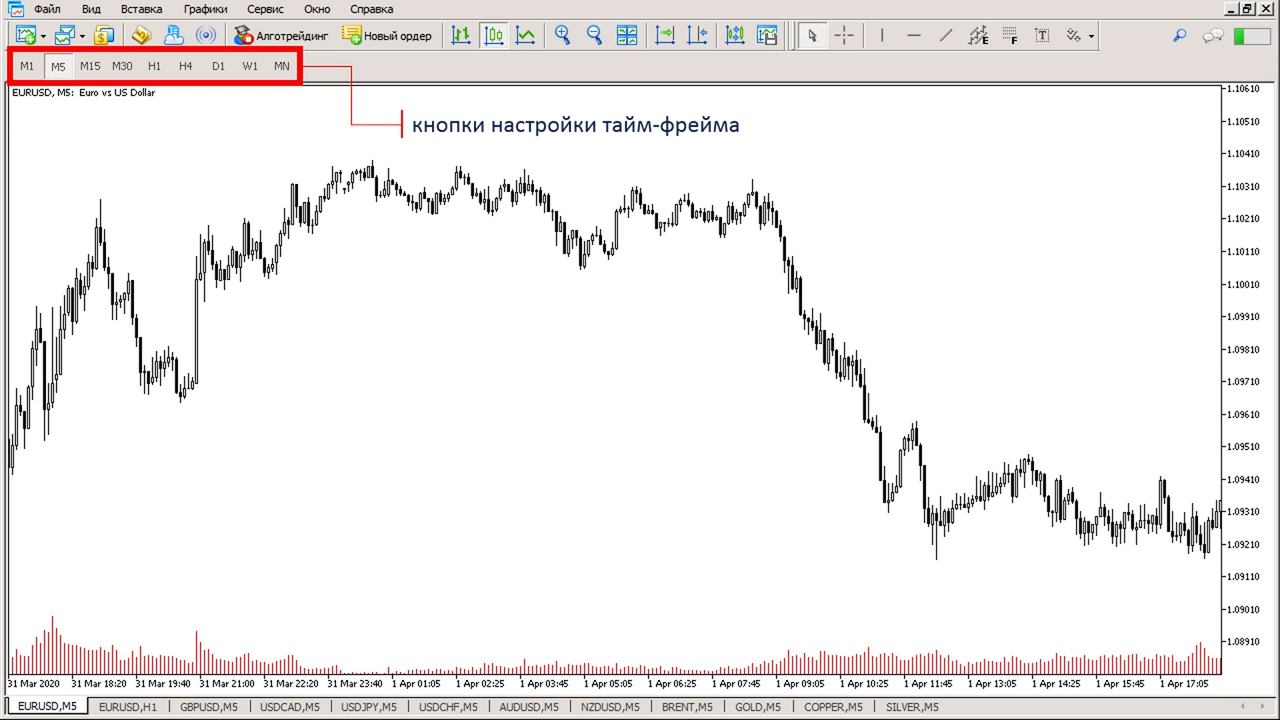 Файл Вид Вставка Графики Сервис Окно Справка
Алготрейдинг Новый ордер E F T
M1 M5 M15 M30 H1 H4 D1 W1 MN
EURUSD, M5: Euro vs US Dollar
кнопки настройки тайм-фрейма
1.10610
1.10510
1.10410
1.10310
1.10210
1.10110
1.10010
1.09910
1.09810
1.09710
1.09610
1.09510
1.09410
1.09310
1.09210
1.09110
1.09010
1.08910
31 Mar 2020 31 Mar 18:20 31 Mar 19:40 31 Mar 21:00 31 Mar 22:20 31 Mar 23:40 1 Apr 01:05 1 Apr 02:25 1 Apr 03:45 1 Apr 05:05 1 Apr 06:25 1 Apr 07:45 1 Apr 09:05 1 Apr 10:25 1 Apr 11:45 1 Apr 13:05 1 Apr 14:25 1 Apr 15:45 1 Apr 17:05
EURUSD,M5 EURUSD,H1 GBPUSD,M5 USDCAD,M5 USDJPY,M5 USDCHF,M5 AUDUSD,M5 NZDUSD,M5 BRENT,M5 GOLD,M5 COPPER,M5 SILVER,M5